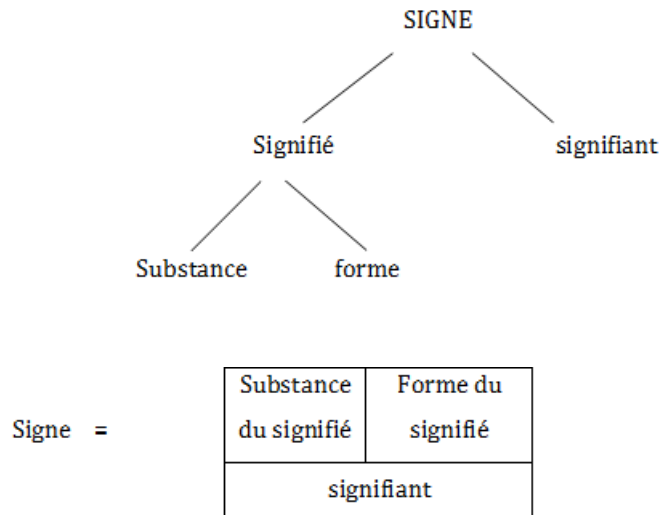 SIGNE
Signifié signifiant
Substance forme
Substance du signifié
Forme du signifié
Signe =
signifiant